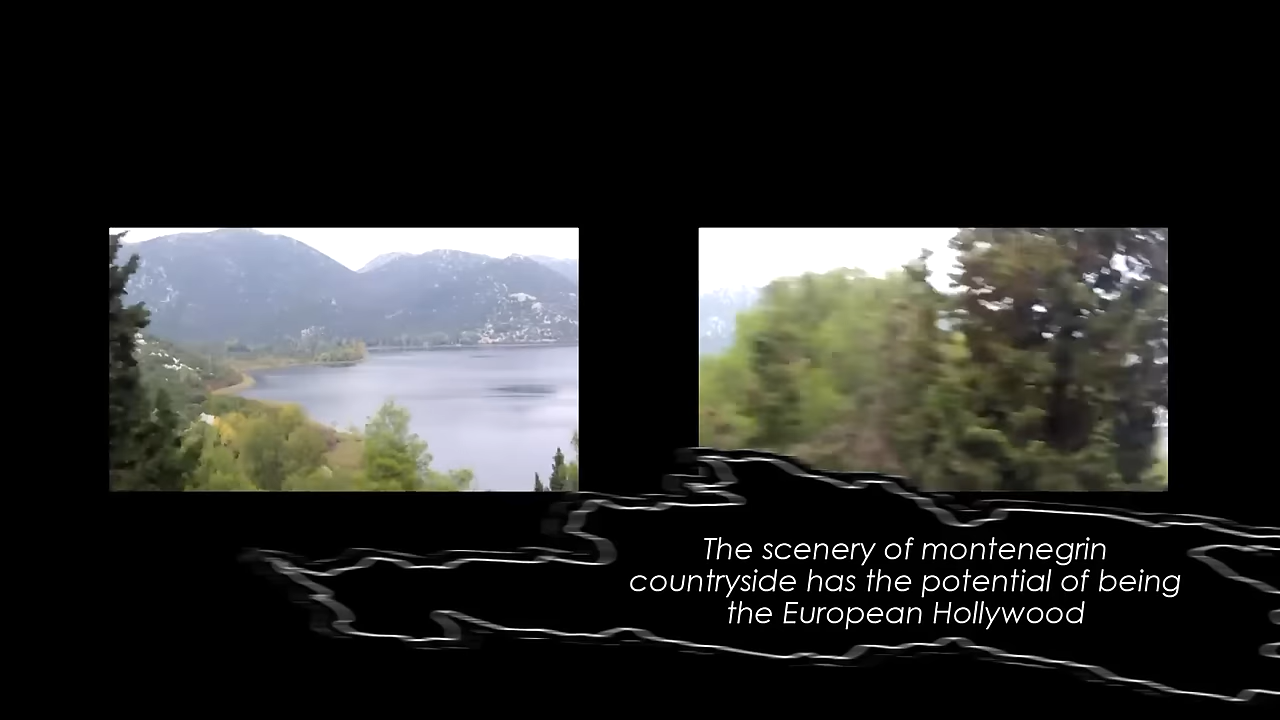 The scenery of montenegrin
countryside has the potential of being
the European Hollywood